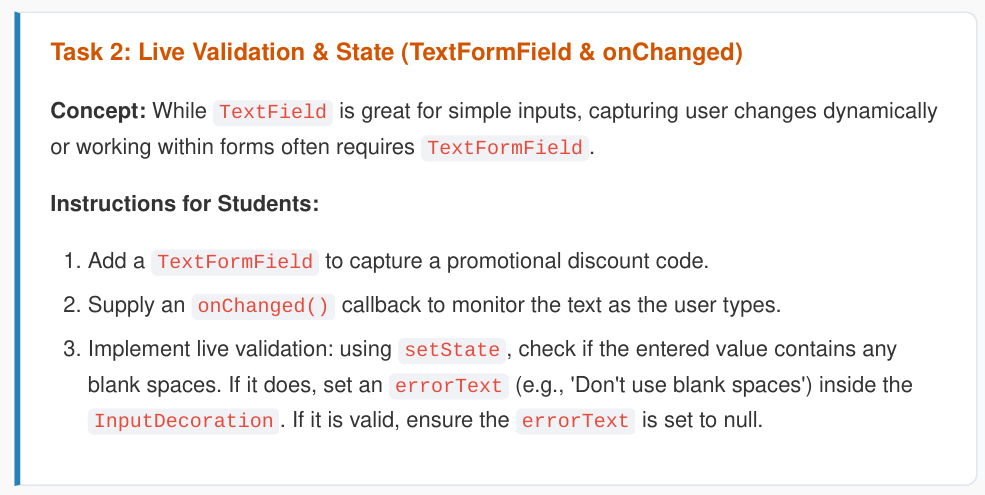 Task 2: Live Validation & State (TextFormField & onChanged)
Concept: While TextField is great for simple inputs, capturing user changes dynamically
or working within forms often requires TextFormField.
Instructions for Students:
1. Add a TextFormField to capture a promotional discount code.
2. Supply an onChanged() callback to monitor the text as the user types.
3. Implement live validation: using setState, check if the entered value contains any
blank spaces. If it does, set an errorText (e.g., 'Don't use blank spaces') inside the
InputDecoration. If it is valid, ensure the errorText is set to null.